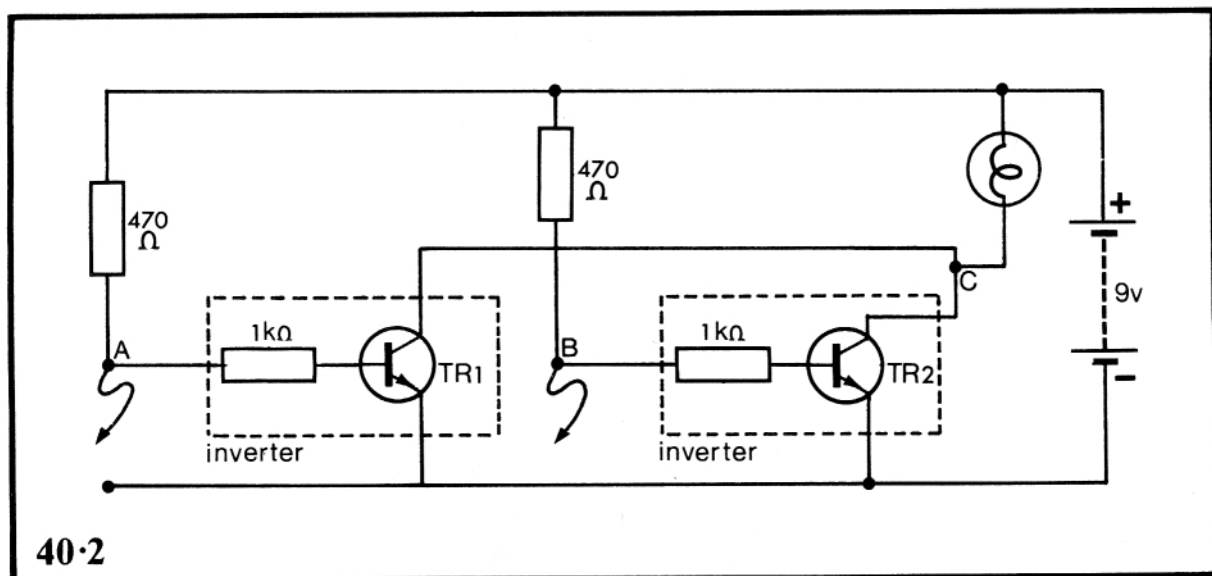 470
Ω
470
Ω
+
C
9v
1kΩ
1kΩ
A
B
TR1
TR2
−
inverter
inverter
40·2